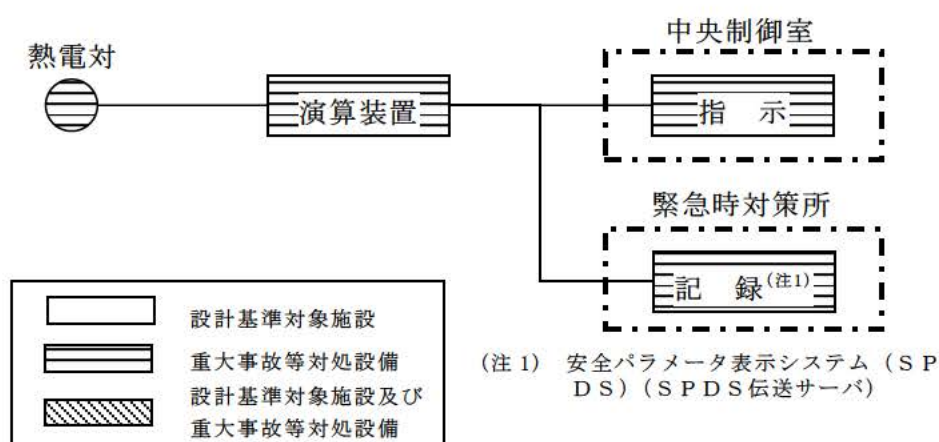 中央制御室
熱電対
演算装置
指　示
緊急時対策所
記　録(注1)
設計基準対象施設
重大事故等対処設備
設計基準対象施設及び
重大事故等対処設備
(注1)　安全パラメータ表示システム（SP
DS）（SPDS伝送サーバ）